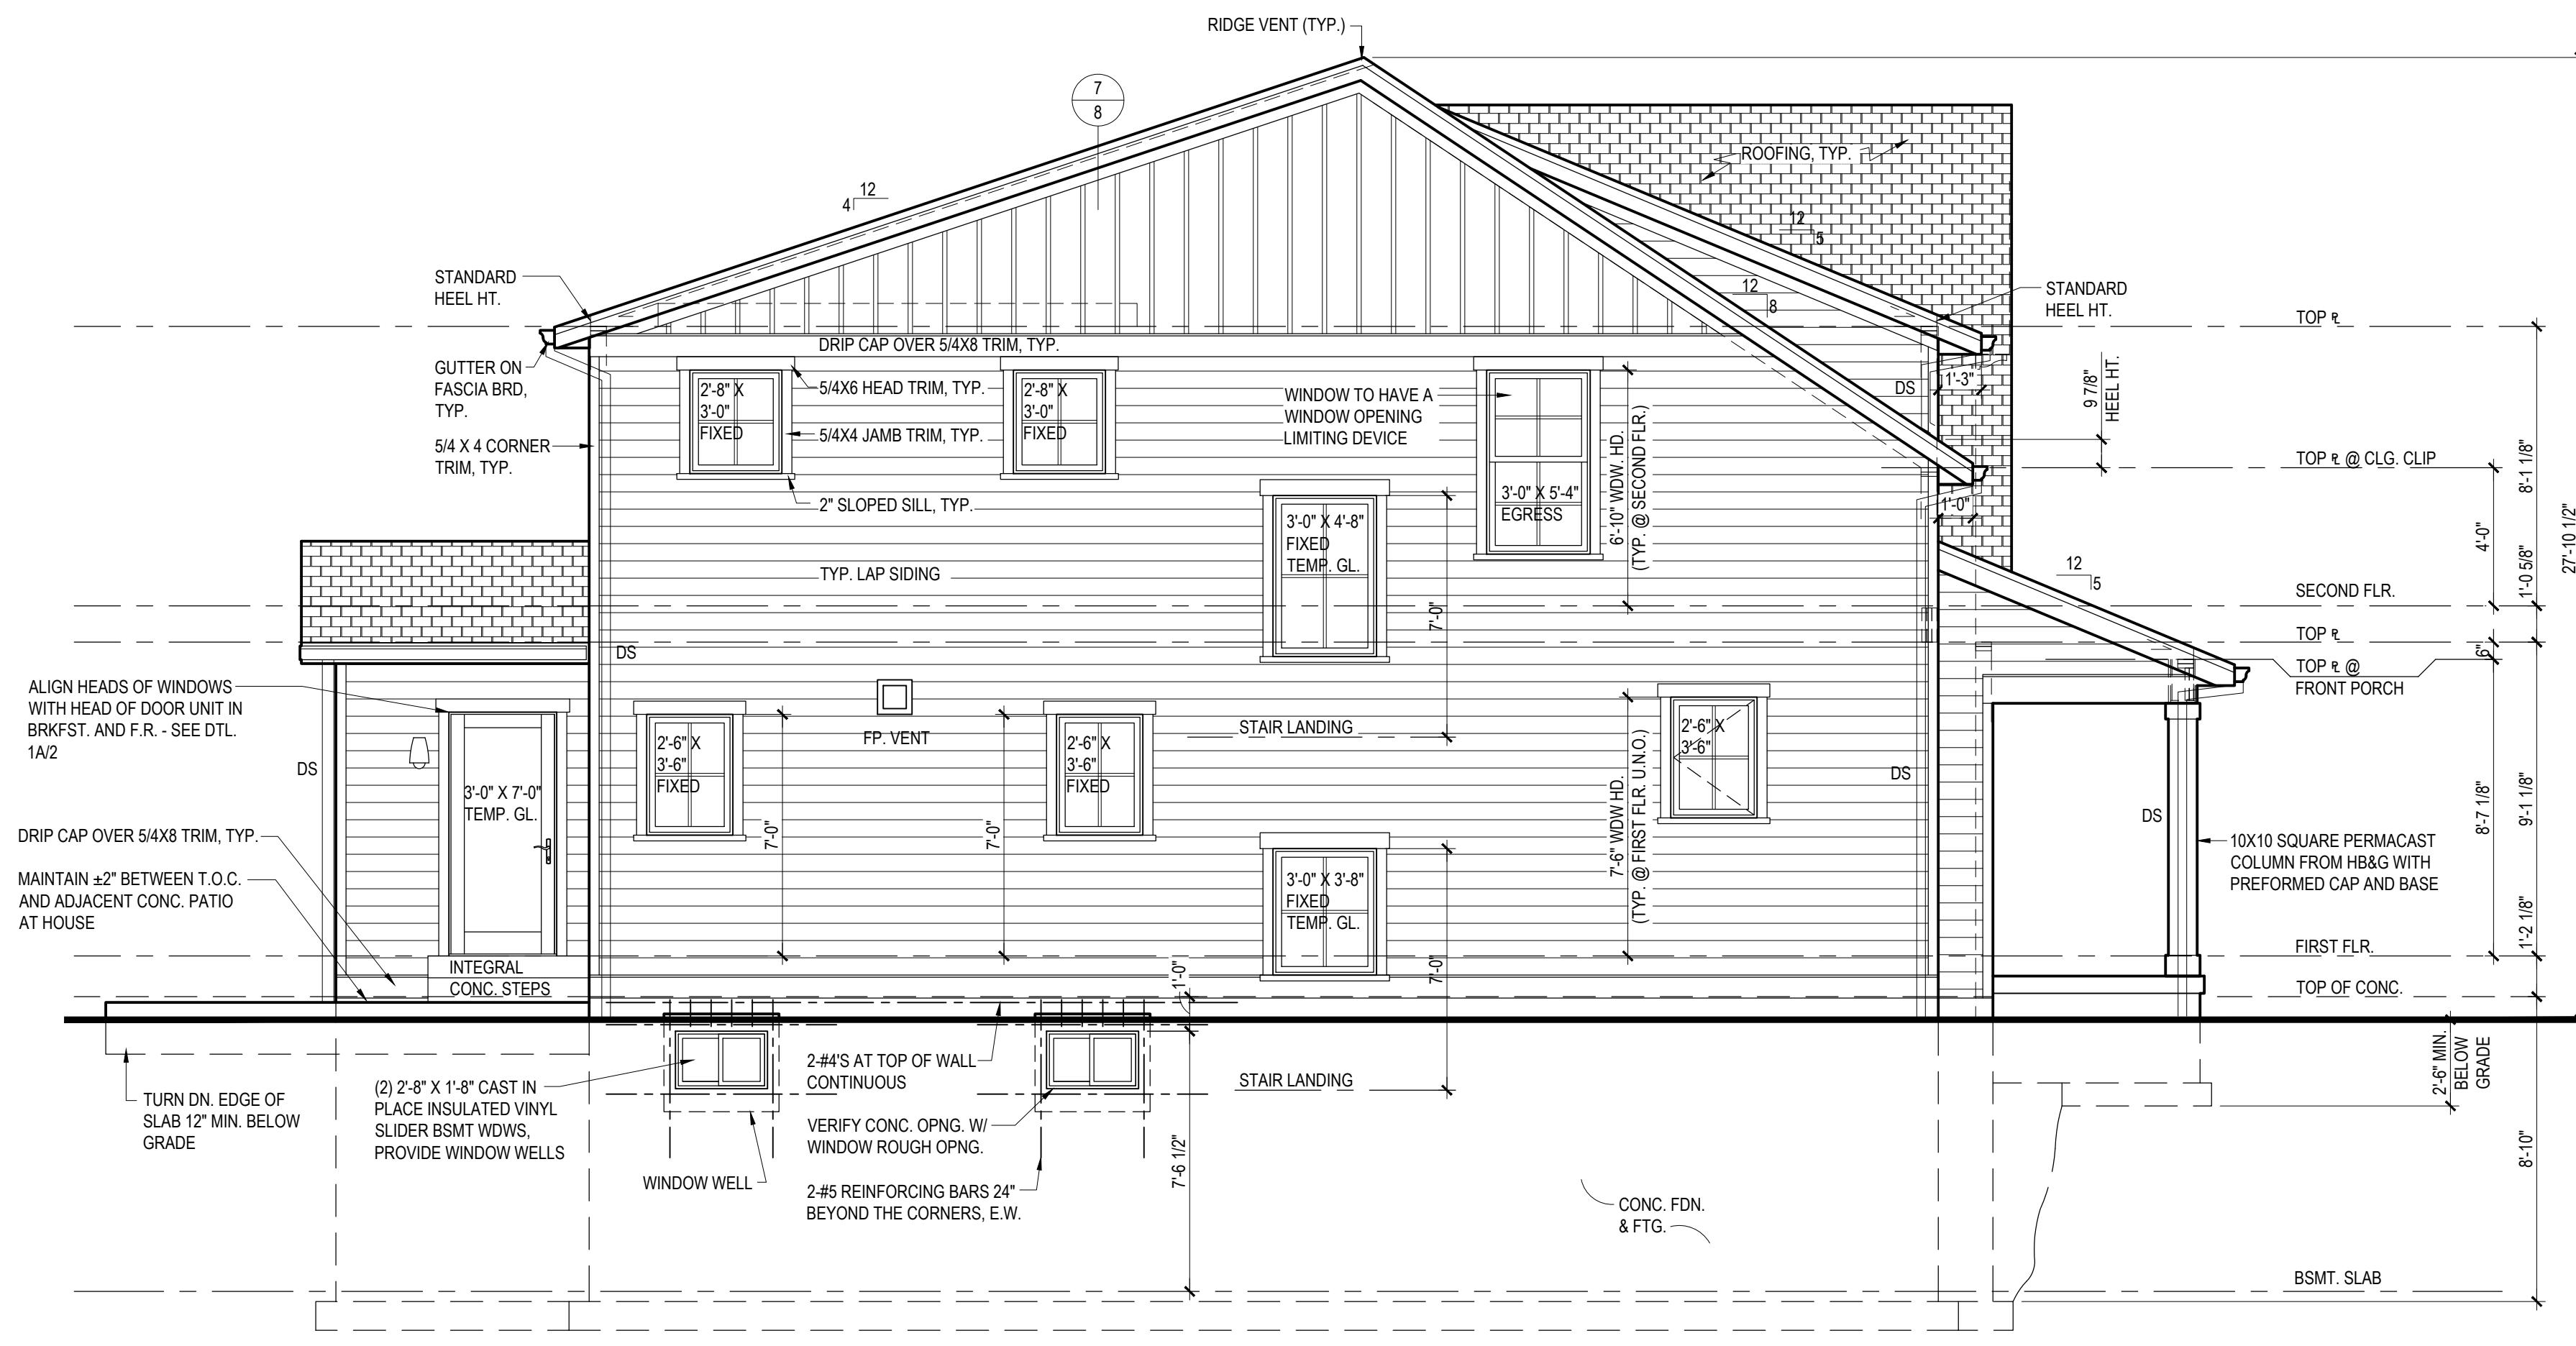 RIDGE VENT (TYP.)
7
8
ROOFING, TYP.
12
4
12
5
12
8
STANDARD
HEEL HT.
STANDARD
HEEL HT.
TOP ℄
DRIP CAP OVER 5/4X8 TRIM, TYP.
GUTTER ON
FASCIA BRD,
TYP.
2'-8" X
3'-0"
FIXED
5/4X6 HEAD TRIM, TYP.
2'-8" X
3'-0"
FIXED
5/4X4 JAMB TRIM, TYP.
WINDOW TO HAVE A
WINDOW OPENING
LIMITING DEVICE
DS
1'-3"
9 7/8"
HEEL HT.
5/4 X 4 CORNER
TRIM, TYP.
6'-10" WDW. HD.
(TYP. @ SECOND FLR.)
TOP ℄ @ CLG. CLIP
8'-1 1/8"
2" SLOPED SILL, TYP.
3'-0" X 5'-4"
EGRESS
1'-0"
3'-0" X 4'-8"
FIXED
TEMP. GL.
4'-0"
27'-10 1/2"
TYP. LAP SIDING
12
5
1'-0 5/8"
SECOND FLR.
7'-0"
TOP ℄
6"
DS
TOP ℄ @
FRONT PORCH
ALIGN HEADS OF WINDOWS
WITH HEAD OF DOOR UNIT IN
BRKFST. AND F.R. - SEE DTL.
1A/2
DS
3'-0" X 7'-0"
TEMP. GL.
2'-6" X
3'-6"
FIXED
FP. VENT
2'-6" X
3'-6"
FIXED
STAIR LANDING
2'-6" X
3'-6"
DS
DS
7'-0"
7'-0"
7'-6" WDW HD.
(TYP. @ FIRST FLR. U.N.O.)
8'-7 1/8"
9'-1 1/8"
DRIP CAP OVER 5/4X8 TRIM, TYP.
10X10 SQUARE PERMACAST
COLUMN FROM HB&G WITH
PREFORMED CAP AND BASE
MAINTAIN ±2" BETWEEN T.O.C.
AND ADJACENT CONC. PATIO
AT HOUSE
3'-0" X 3'-8"
FIXED
TEMP. GL.
1'-2 1/8"
FIRST FLR.
INTEGRAL
CONC. STEPS
1'-0"
7'-0"
TOP OF CONC.
TURN DN. EDGE OF
SLAB 12" MIN. BELOW
GRADE
(2) 2'-8" X 1'-8" CAST IN
PLACE INSULATED VINYL
SLIDER BSMT WDWS,
PROVIDE WINDOW WELLS
2-#4'S AT TOP OF WALL
CONTINUOUS
STAIR LANDING
2'-6" MIN.
BELOW
GRADE
VERIFY CONC. OPNG. W/
WINDOW ROUGH OPNG.
7'-6 1/2"
8'-10"
WINDOW WELL
2-#5 REINFORCING BARS 24"
BEYOND THE CORNERS, E.W.
CONC. FDN.
& FTG.
BSMT. SLAB